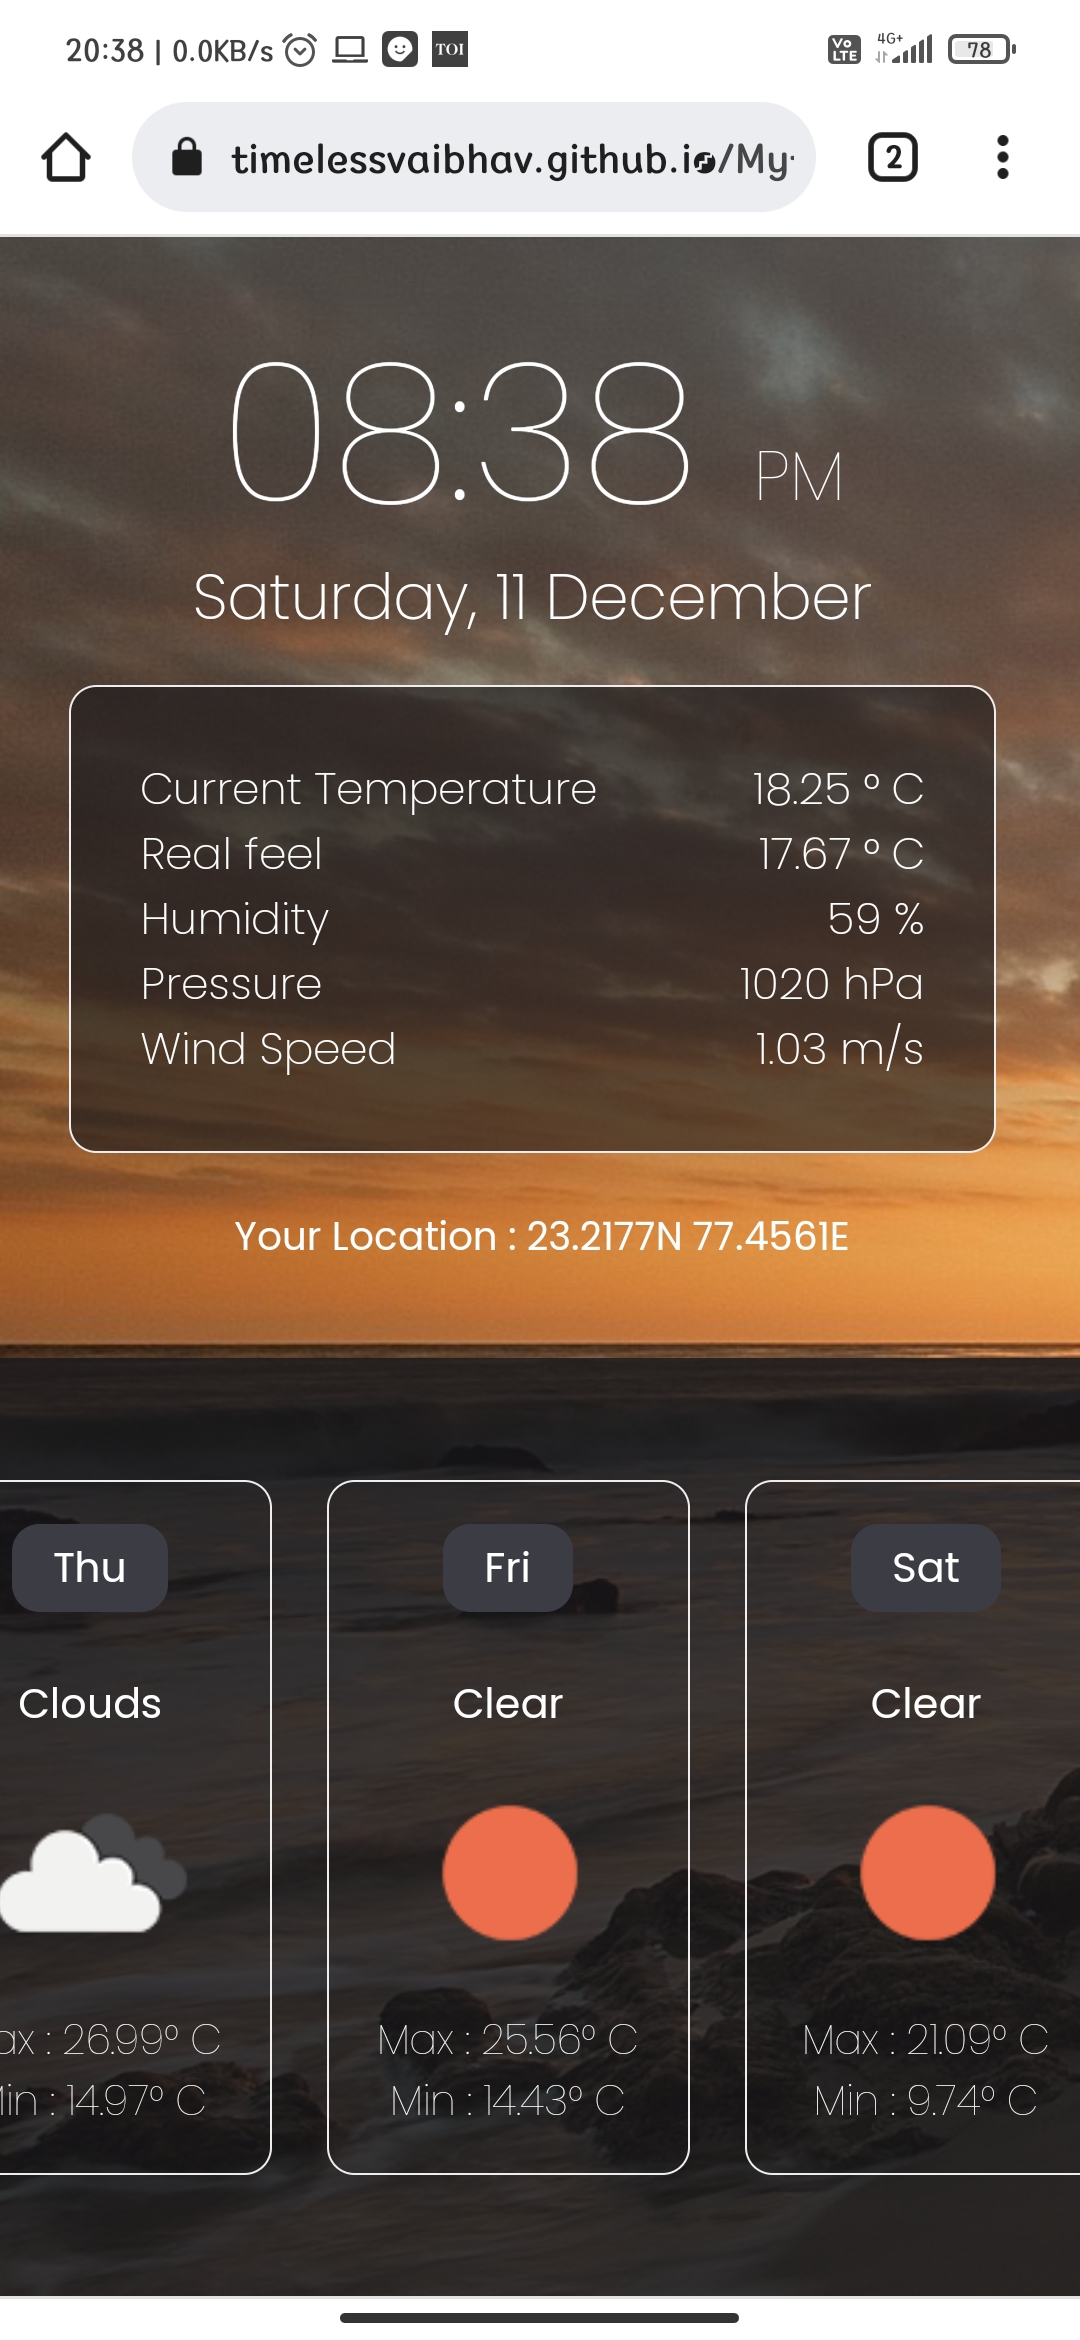 20:38 | 0.0KB/s TOI Vo LTE 4G+ 78
timelessvaibhav.github.io/My
2
08:38 PM
Saturday, 11 December
Current Temperature 18.25 ° C
Real feel 17.67 ° C
Humidity 59 %
Pressure 1020 hPa
Wind Speed 1.03 m/s
Your Location : 23.2177N 77.4561E
Thu Fri Sat
Clouds Clear Clear
ax : 26.99° C Max : 25.56° C Max : 21.09° C
in : 14.97° C Min : 14.43° C Min : 9.74° C